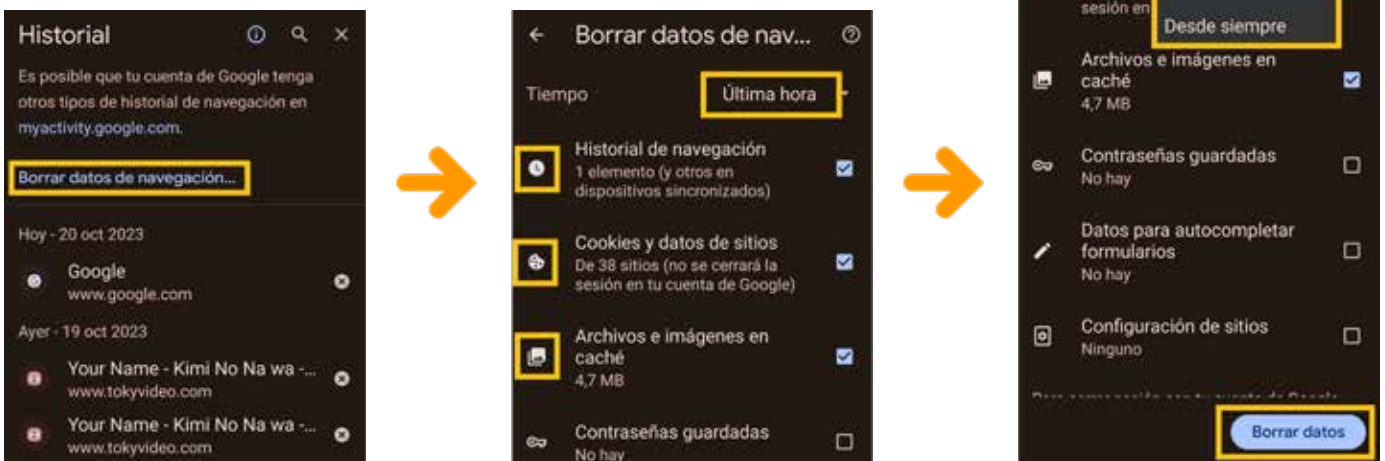 Historial
Es posible que tu cuenta de Google tenga
otros tipos de historial de navegación en
myactivity.google.com.
Borrar datos de navegación...
Hoy - 20 oct 2023
Google
www.google.com
Ayer - 19 oct 2023
Your Name - Kimi No Na wa -...
www.tokyvideo.com
Your Name - Kimi No Na wa -...
www.tokyvideo.com
Borrar datos de nav...
Tiempo
Última hora
Historial de navegación
1 elemento (y otros en
dispositivos sincronizados)
Cookies y datos de sitios
De 38 sitios (no se cerrará la
sesión en tu cuenta de Google)
Archivos e imágenes en
caché
4,7 MB
Contraseñas guardadas
No hay
sesión en
Desde siempre
Archivos e imágenes en
caché
4,7 MB
Contraseñas guardadas
No hay
Datos para autocompletar
formularios
No hay
Configuración de sitios
Ninguno
Borrar datos